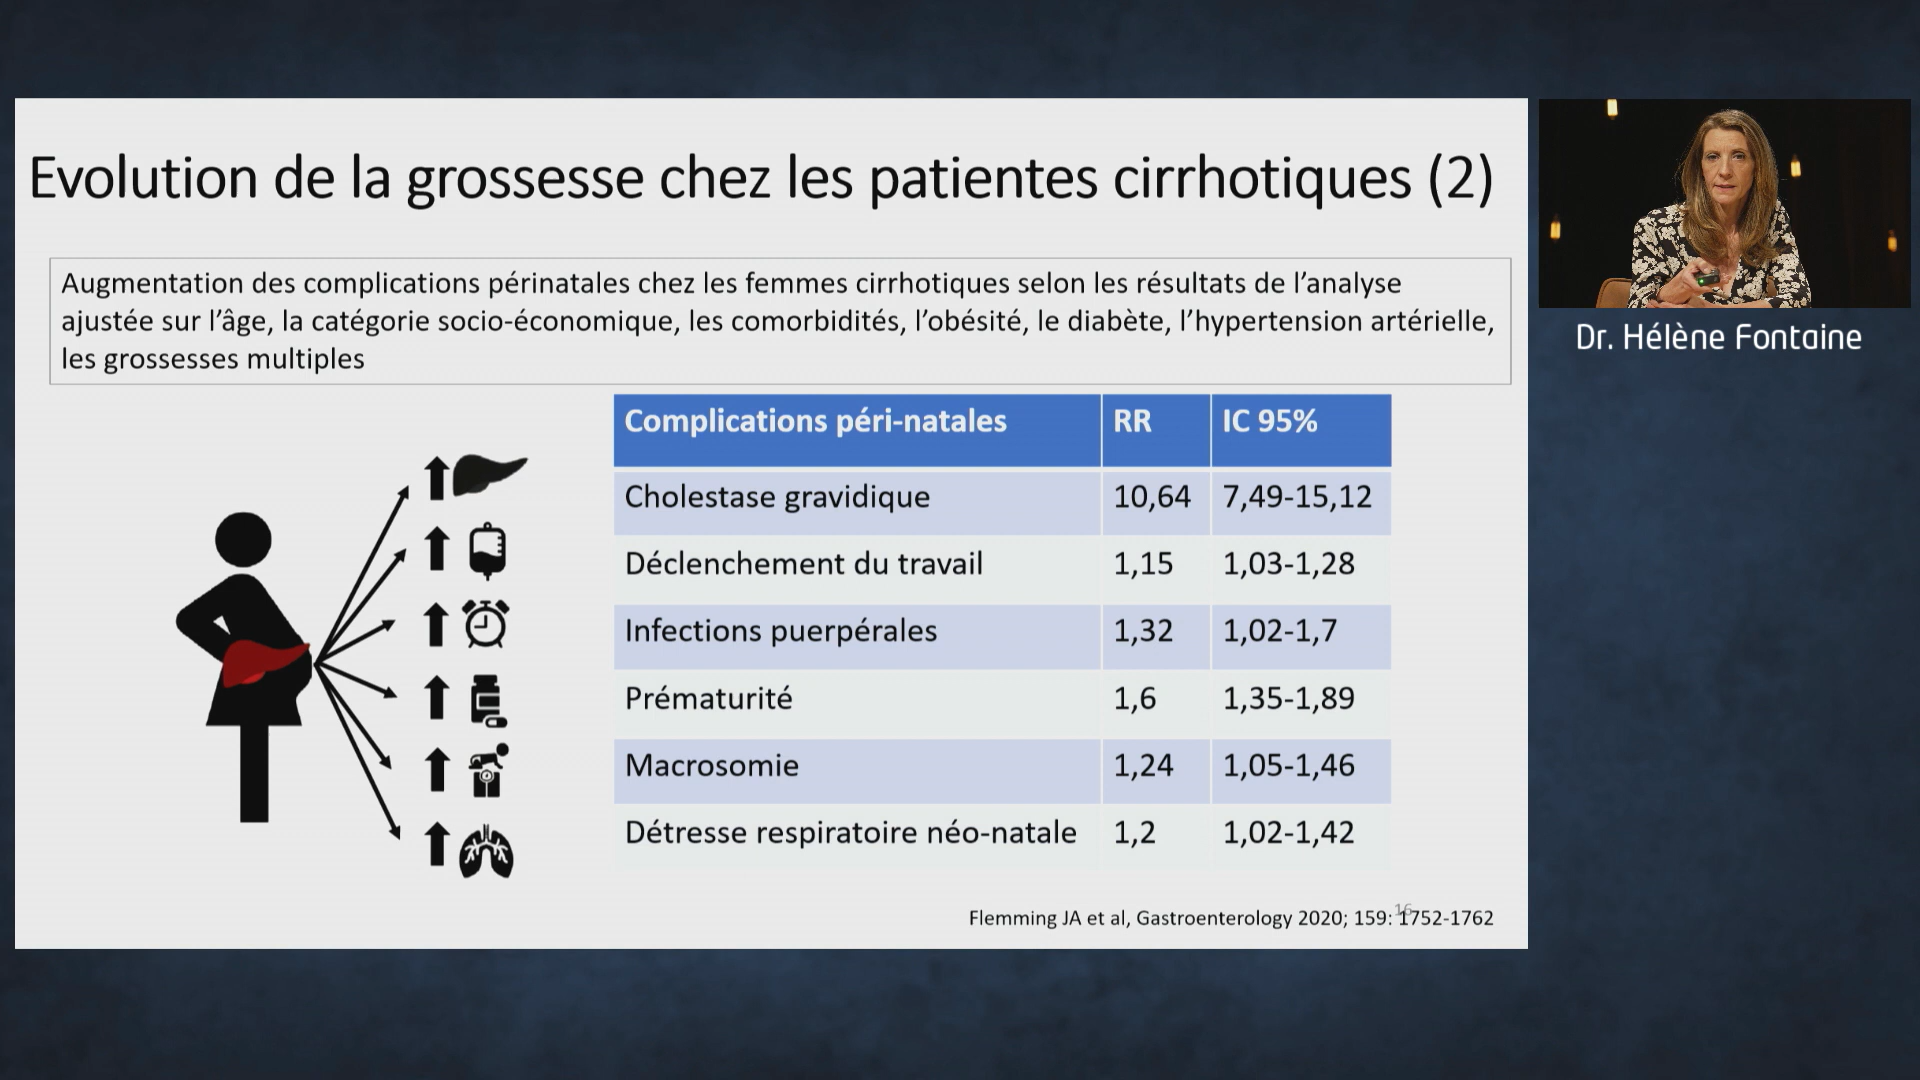 Evolution de la grossesse chez les patientes cirrhotiques (2)
Augmentation des complications périnatales chez les femmes cirrhotiques selon les résultats de l’analyse
ajustée sur l’âge, la catégorie socio-économique, les comorbidités, l’obésité, le diabète, l’hypertension artérielle,
les grossesses multiples
Complications péri-natales RR IC 95%
Cholestase gravidique 10,64 7,49-15,12
Déclenchement du travail 1,15 1,03-1,28
Infections puerpérales 1,32 1,02-1,7
Prématurité 1,6 1,35-1,89
Macrosomie 1,24 1,05-1,46
Détresse respiratoire néo-natale 1,2 1,02-1,42
16
Flemming JA et al, Gastroenterology 2020; 159: 1752-1762
Dr. Hélène Fontaine